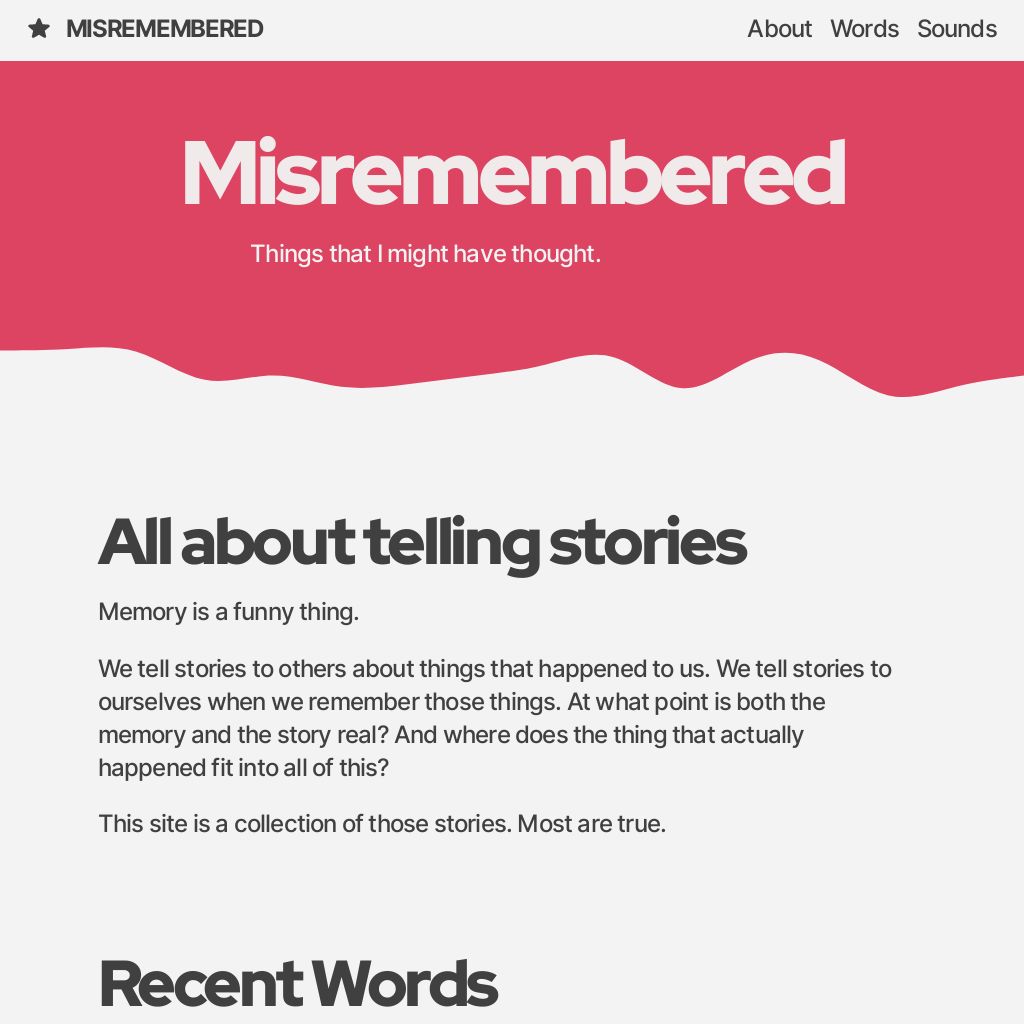 ★ MISREMEMBERED
About Words Sounds
Misremembered
Things that I might have thought.
All about telling stories
Memory is a funny thing.
We tell stories to others about things that happened to us. We tell stories to
ourselves when we remember those things. At what point is both the
memory and the story real? And where does the thing that actually
happened fit into all of this?
This site is a collection of those stories. Most are true.
Recent Words